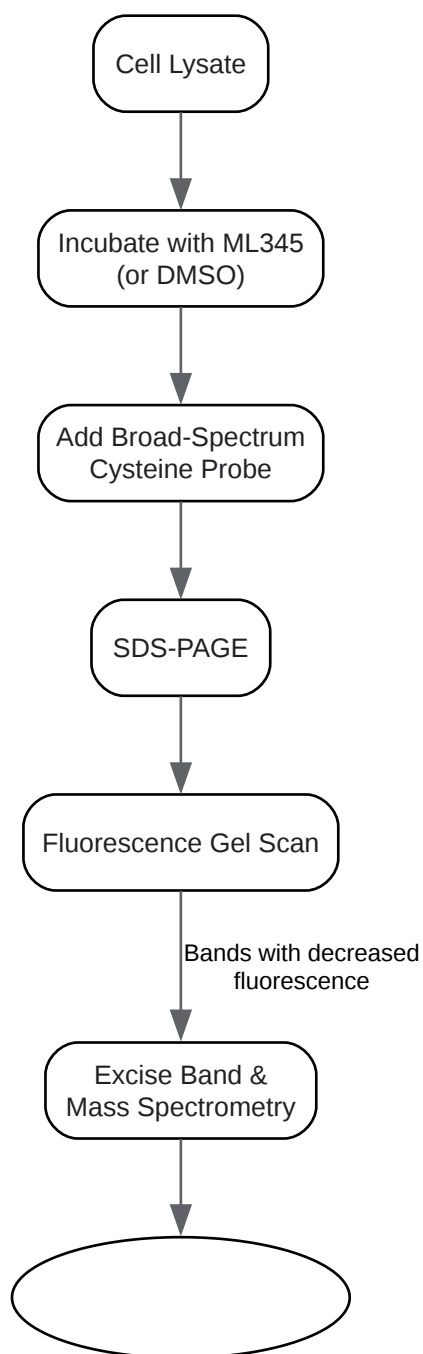 Cell Lysate
Incubate with ML345
(or DMSO)
Add Broad-Spectrum
Cysteine Probe
SDS-PAGE
Fluorescence Gel Scan
Bands with decreased
fluorescence
Excise Band &
Mass Spectrometry